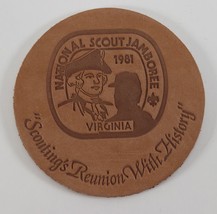 NATIONAL SCOUT JAMBOREE
1981
VIRGINIA
"Scouting's Reunion With History"